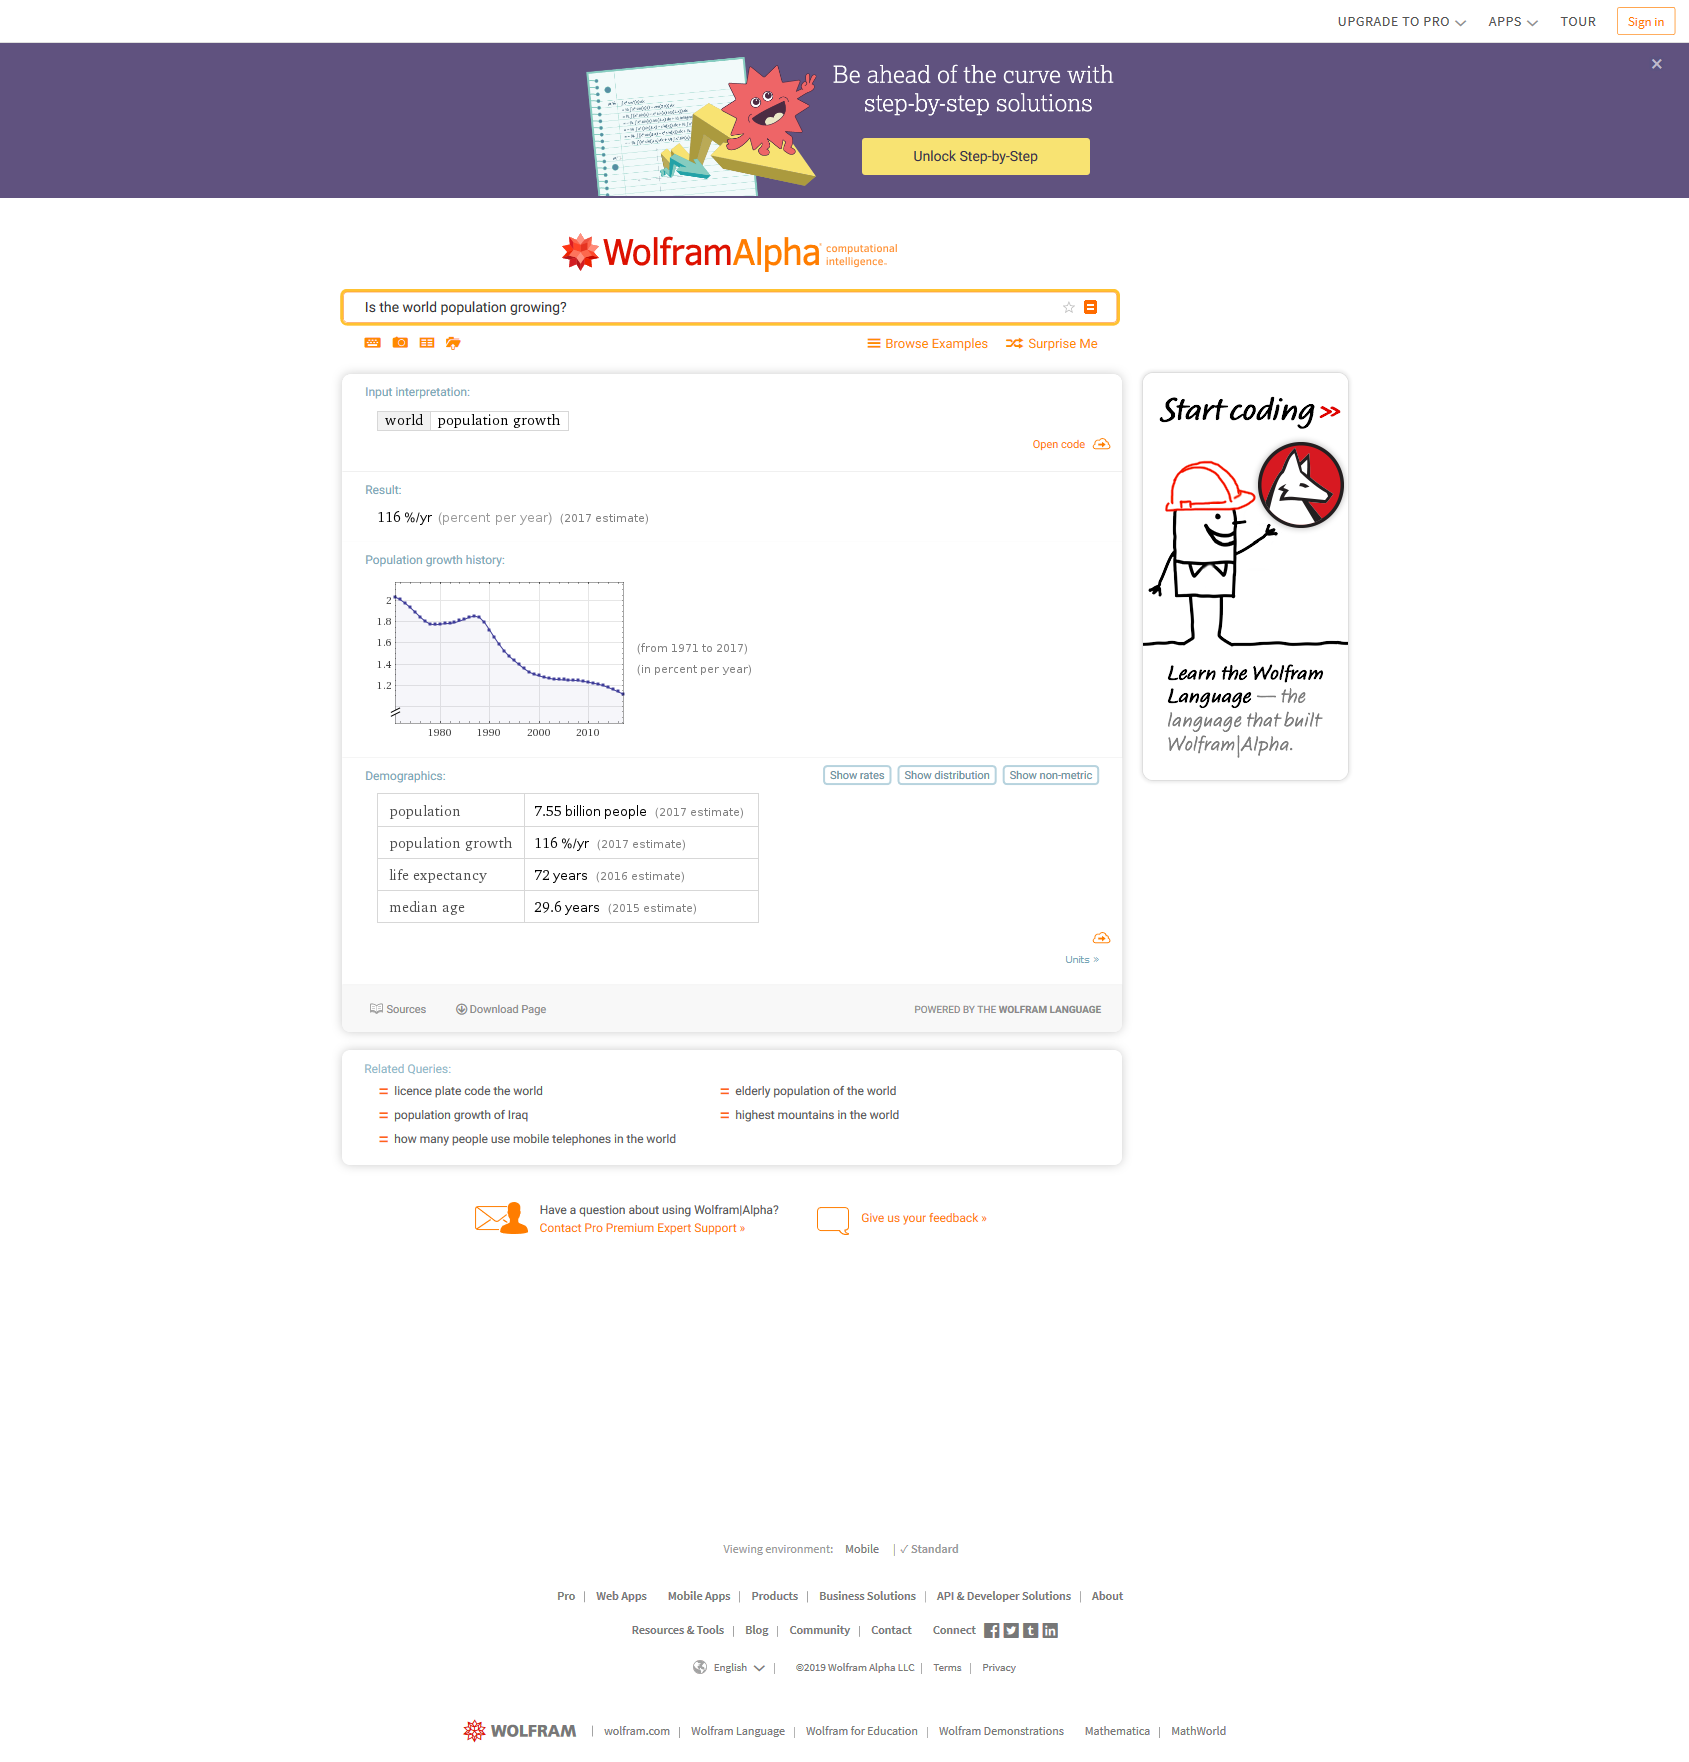 UPGRADE TO PRO APPS TOUR Sign in
Be ahead of the curve with
step-by-step solutions
Unlock Step-by-Step
WolframAlpha computational
intelligence™
Is the world population growing?
Browse Examples Surprise Me
Input interpretation:
world population growth
Open code
Result:
116 %/yr (percent per year) (2017 estimate)
Population growth history:
2
1.8
1.6
1.4
1.2
1980 1990 2000 2010
(from 1971 to 2017)
(in percent per year)
Demographics: Show rates Show distribution Show non-metric
population 7.55 billion people (2017 estimate)
population growth 116 %/yr (2017 estimate)
life expectancy 72 years (2016 estimate)
median age 29.6 years (2015 estimate)
Units »
Sources Download Page POWERED BY THE WOLFRAM LANGUAGE
Start coding »
Learn the Wolfram
Language — the
language that built
Wolfram|Alpha.
Related Queries:
= licence plate code the world
= elderly population of the world
= population growth of Iraq
= highest mountains in the world
= how many people use mobile telephones in the world
Have a question about using Wolfram|Alpha?
Contact Pro Premium Expert Support »
Give us your feedback »
Viewing environment: Mobile | ✓ Standard
Pro | Web Apps Mobile Apps | Products | Business Solutions | API & Developer Solutions | About
Resources & Tools | Blog | Community | Contact Connect
English | ©2019 Wolfram Alpha LLC | Terms | Privacy
WOLFRAM | wolfram.com | Wolfram Language | Wolfram for Education | Wolfram Demonstrations Mathematica | MathWorld